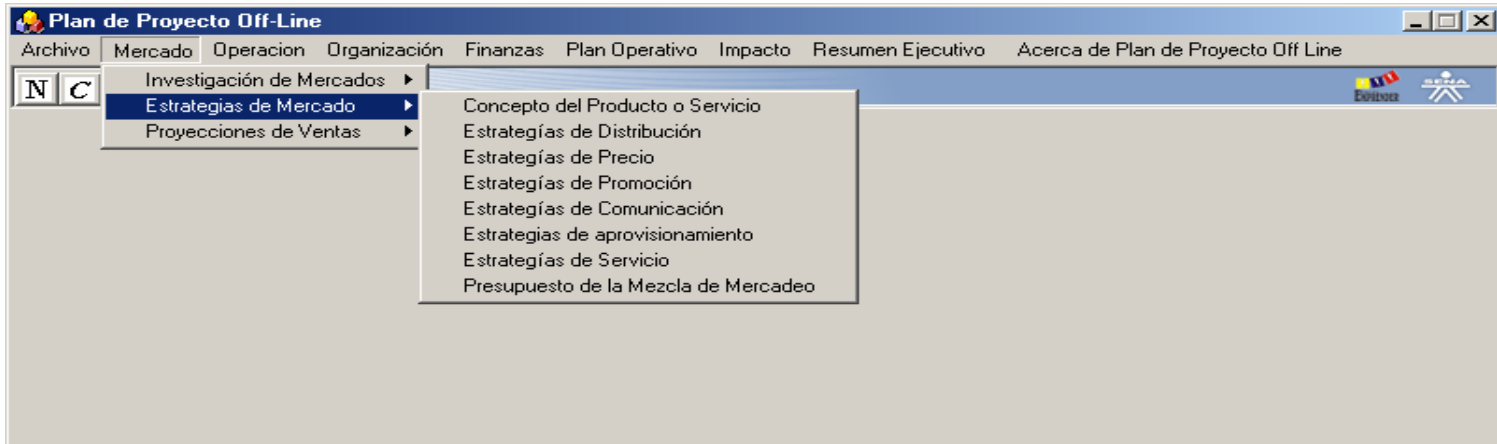 Plan de Proyecto Off-Line
Archivo Mercado Operacion Organización Finanzas Plan Operativo Impacto Resumen Ejecutivo Acerca de Plan de Proyecto Off Line
N C
SENA
Investigación de Mercados
Estrategias de Mercado
Proyecciones de Ventas
Concepto del Producto o Servicio
Estrategías de Distribución
Estrategías de Precio
Estrategías de Promoción
Estrategías de Comunicación
Estrategias de aprovisionamiento
Estrategías de Servicio
Presupuesto de la Mezcla de Mercadeo